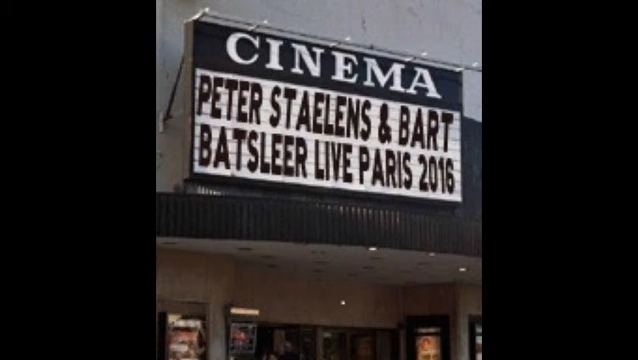 CINEMA
PETER STAELENS & BART
BATSLEER LIVE PARIS 2016